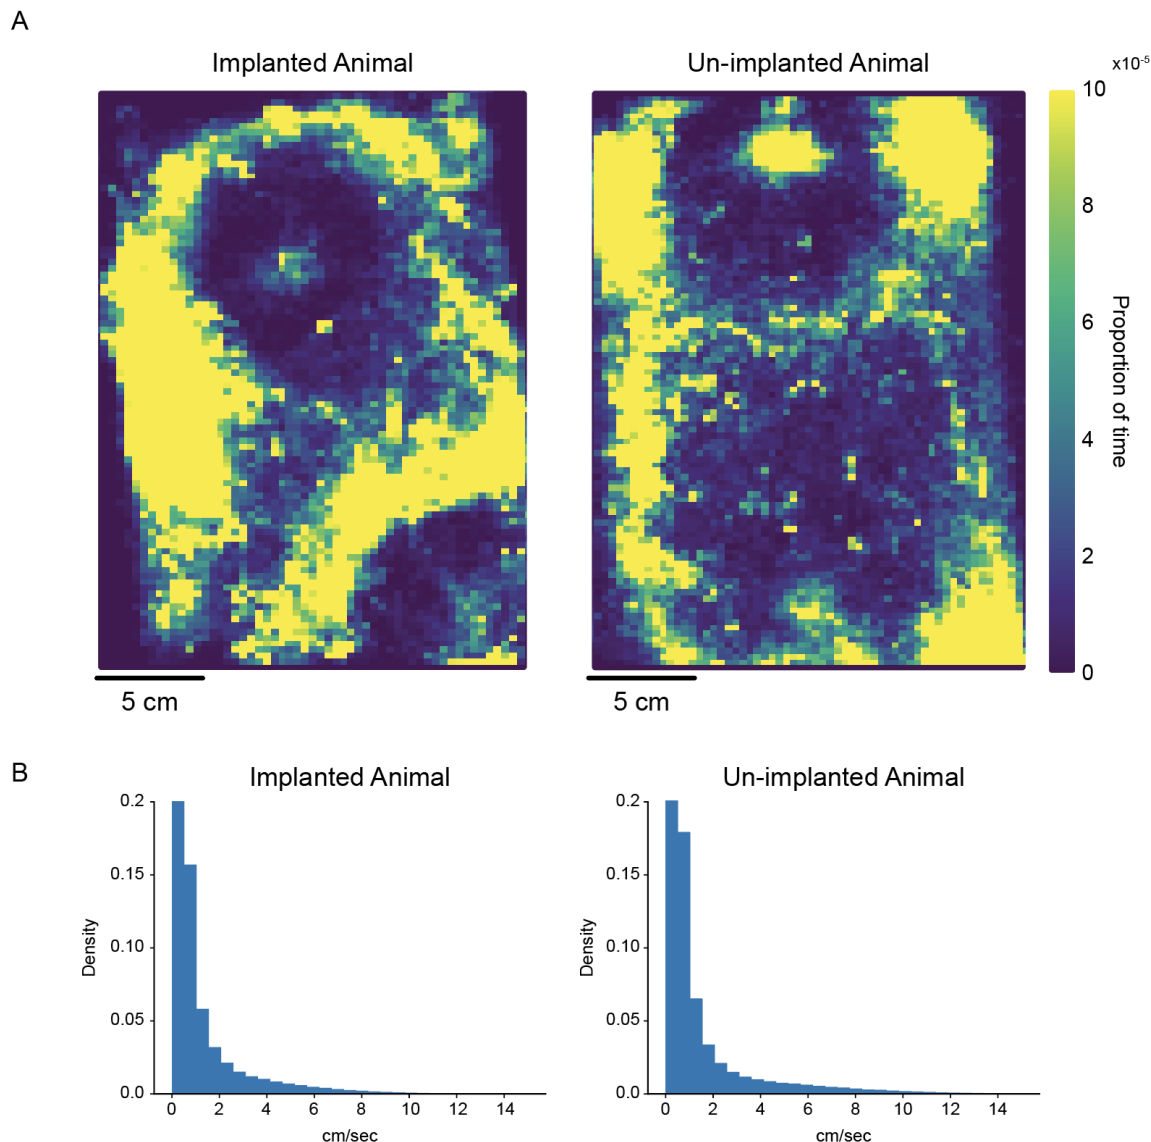 A
Implanted Animal
Un-implanted Animal
x10⁻⁵
10
8
6
4
2
0
Proportion of time
5 cm
5 cm
B
Implanted Animal
Un-implanted Animal
0.2
0.15
0.10
0.05
0.0
Density
0 2 4 6 8 10 12 14
cm/sec
0.2
0.15
0.10
0.05
0.0
Density
0 2 4 6 8 10 12 14
cm/sec